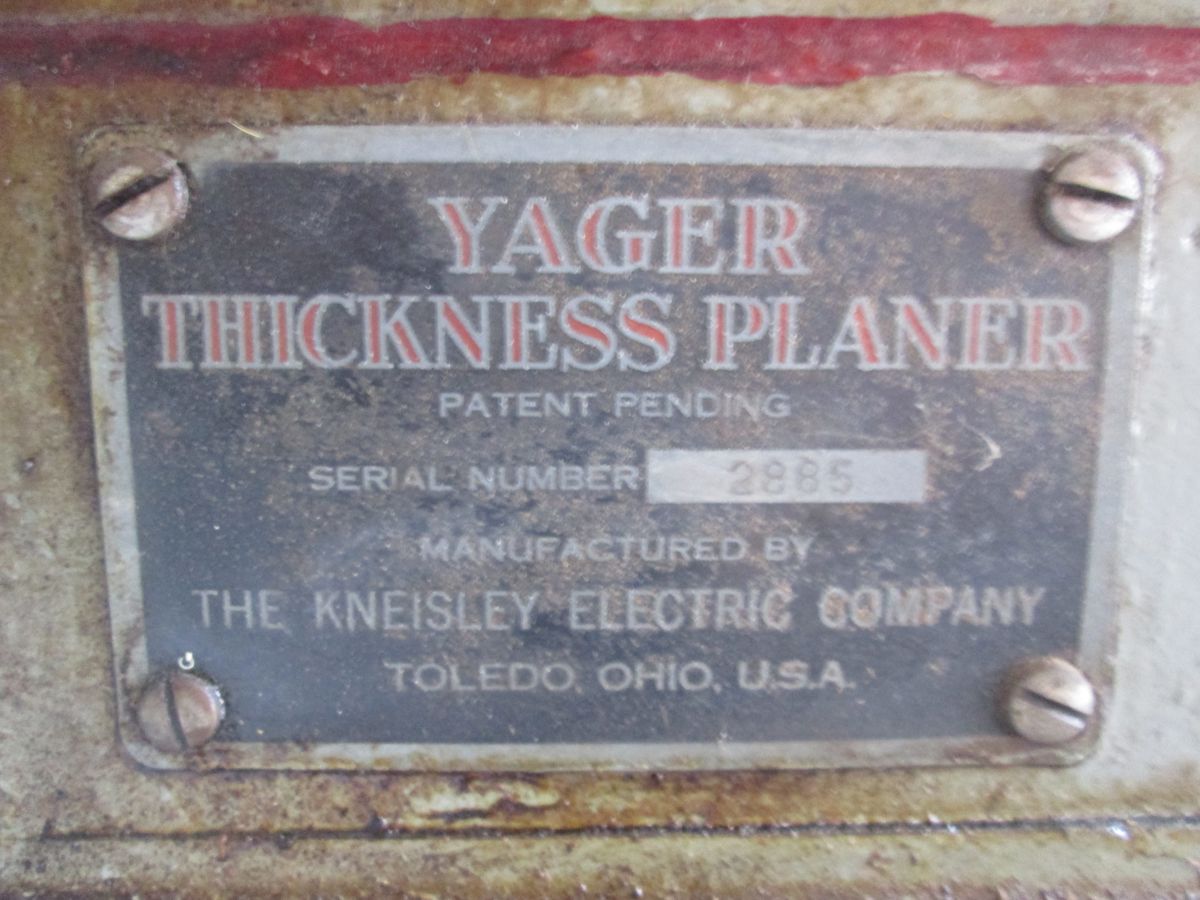 YAGER
THICKNESS PLANER
PATENT PENDING
SERIAL NUMBER 2885
MANUFACTURED BY
THE KNEISLEY ELECTRIC COMPANY
TOLEDO, OHIO, U.S.A.